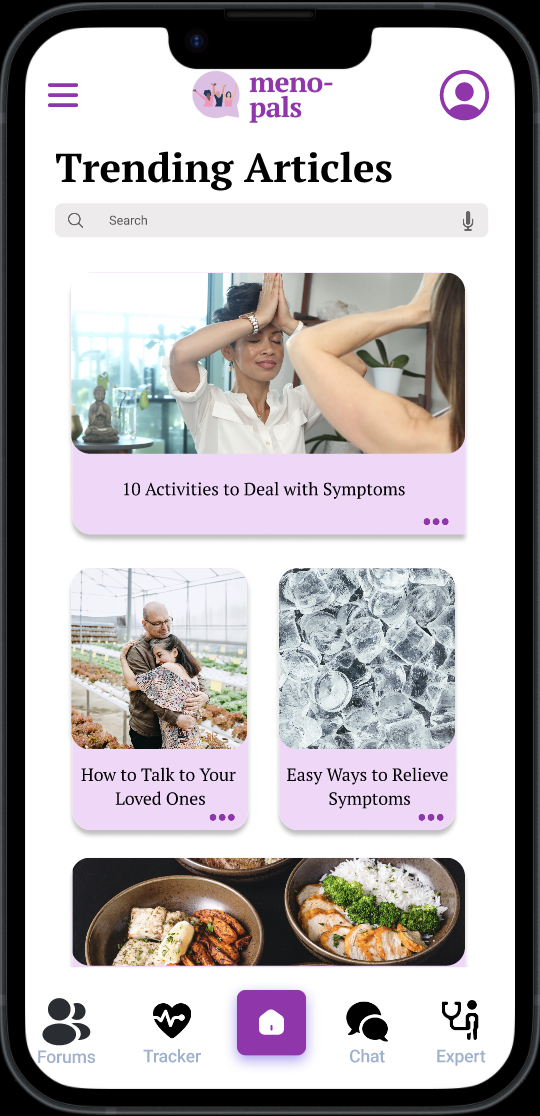 meno-
pals
Trending Articles
Search
10 Activities to Deal with Symptoms
How to Talk to Your
Loved Ones
Easy Ways to Relieve
Symptoms
Forums
Tracker
Chat
Expert